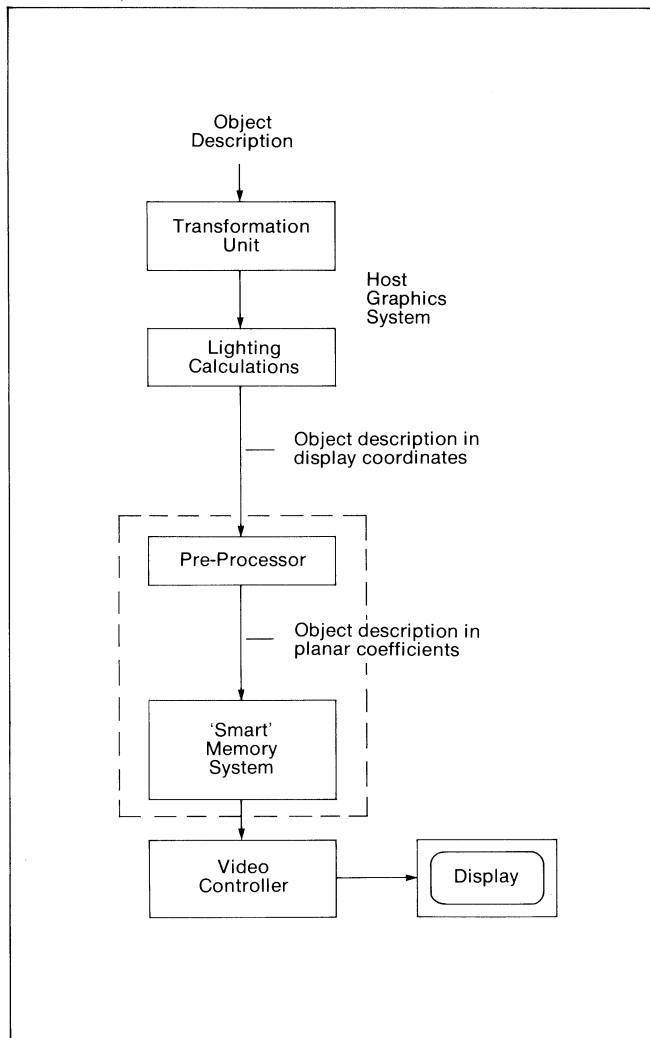 Object
Description
Transformation
Unit
Host
Graphics
System
Lighting
Calculations
Object description in
display coordinates
Pre-Processor
Object description in
planar coefficients
'Smart'
Memory
System
Video
Controller
Display